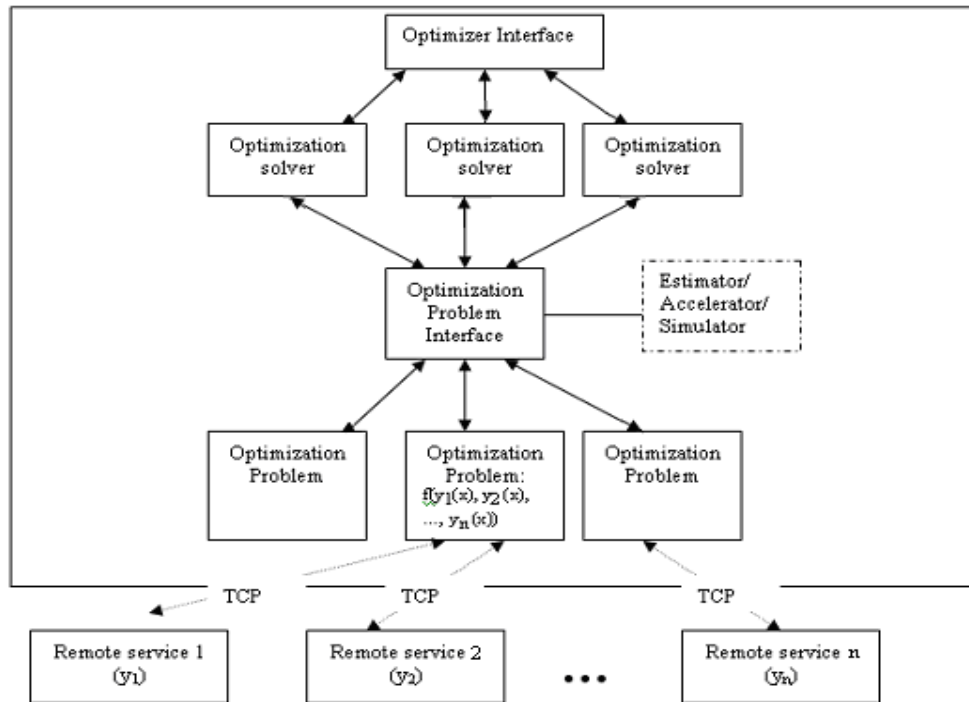 Optimizer Interface
Optimization
solver
Optimization
solver
Optimization
solver
Optimization
Problem
Interface
Estimator/
Accelerator/
Simulator
Optimization
Problem
Optimization
Problem:
f(y1(x), y2(x),
..., yn(x))
Optimization
Problem
TCP
TCP
TCP
Remote service 1
(y1)
Remote service 2
(y2)
•••
Remote service n
(yn)